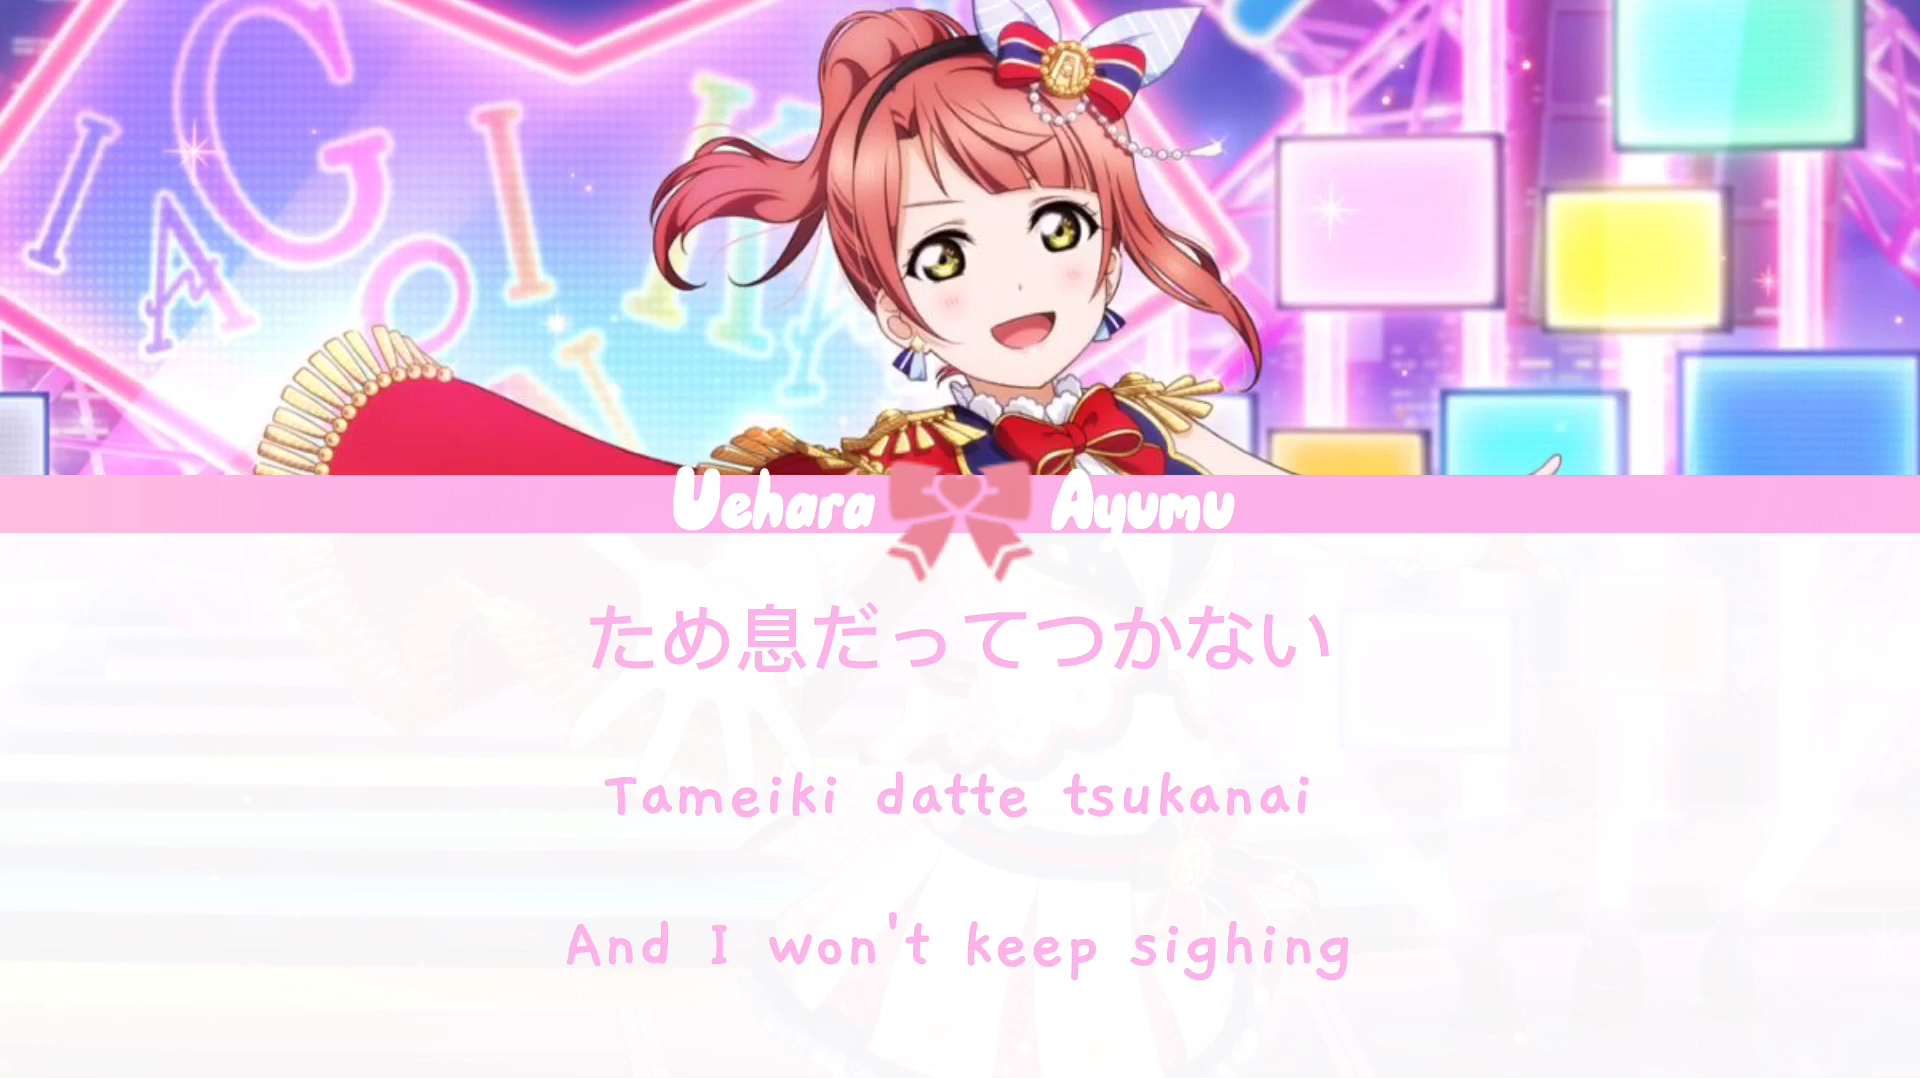 Uehara Ayumu
ため息だってつかない
Tameiki datte tsukanai
And I won't keep sighing